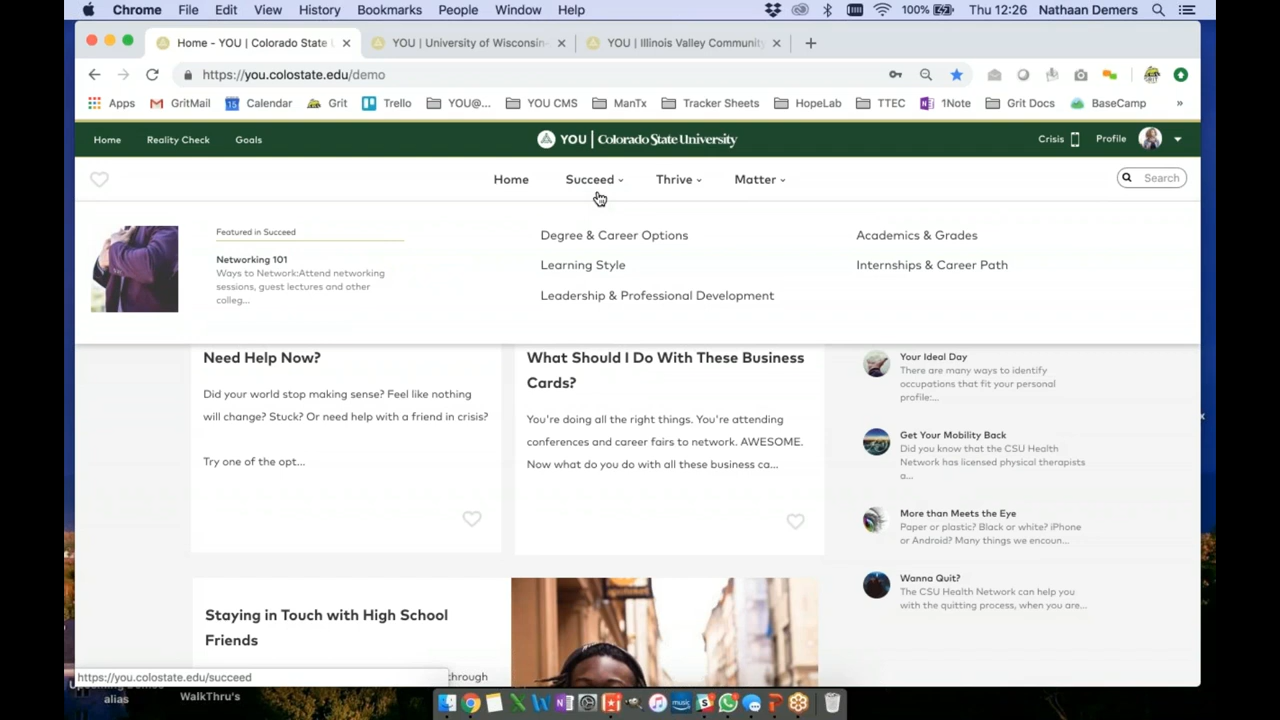 Chrome File Edit View History Bookmarks People Window Help 100% Thu 12:26 Nathaan Demers
Home - YOU | Colorado State U
YOU | University of Wisconsin-
YOU | Illinois Valley Community
https://you.colostate.edu/demo
Apps GritMail Calendar Grit Trello YOU@... YOU CMS ManTx Tracker Sheets HopeLab TTEC 1Note Grit Docs BaseCamp »
Home Reality Check Goals YOU | Colorado State University Crisis Profile
Home Succeed Thrive Matter Search
Featured in Succeed
Networking 101
Ways to Network:Attend networking
sessions, guest lectures and other
colleg...
Degree & Career Options
Learning Style
Leadership & Professional Development
Academics & Grades
Internships & Career Path
Need Help Now?
Did your world stop making sense? Feel like nothing
will change? Stuck? Or need help with a friend in crisis?
Try one of the opt...
What Should I Do With These Business
Cards?
You're doing all the right things. You're attending
conferences and career fairs to network. AWESOME.
Now what do you do with all these business ca...
Your Ideal Day
There are many ways to identify
occupations that fit your personal
profile:...
Get Your Mobility Back
Did you know that the CSU Health
Network has licensed physical therapists
a...
More than Meets the Eye
Paper or plastic? Black or white? iPhone
or Android? Many things we encoun...
Wanna Quit?
The CSU Health Network can help you
with the quitting process, when you are...
Staying in Touch with High School
Friends
through
https://you.colostate.edu/succeed
alias
WalkThru's